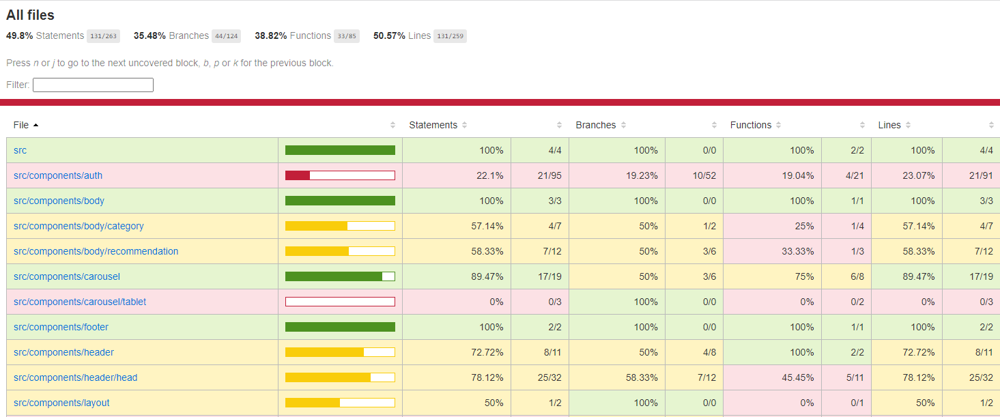 All files
49.8% Statements 131/263 35.48% Branches 44/124 38.82% Functions 33/85 50.57% Lines 131/259
Press n or j to go to the next uncovered block, b, p or k for the previous block.
Filter:
File Statements Branches Functions Lines
src 100% 4/4 100% 0/0 100% 2/2 100% 4/4
src/components/auth 22.1% 21/95 19.23% 10/52 19.04% 4/21 23.07% 21/91
src/components/body 100% 3/3 100% 0/0 100% 1/1 100% 3/3
src/components/body/category 57.14% 4/7 50% 1/2 25% 1/4 57.14% 4/7
src/components/body/recommendation 58.33% 7/12 50% 3/6 33.33% 1/3 58.33% 7/12
src/components/carousel 89.47% 17/19 50% 3/6 75% 6/8 89.47% 17/19
src/components/carousel/tablet 0% 0/3 100% 0/0 0% 0/2 0% 0/3
src/components/footer 100% 2/2 100% 0/0 100% 1/1 100% 2/2
src/components/header 72.72% 8/11 50% 4/8 100% 2/2 72.72% 8/11
src/components/header/head 78.12% 25/32 58.33% 7/12 45.45% 5/11 78.12% 25/32
src/components/layout 50% 1/2 100% 0/0 0% 0/1 50% 1/2